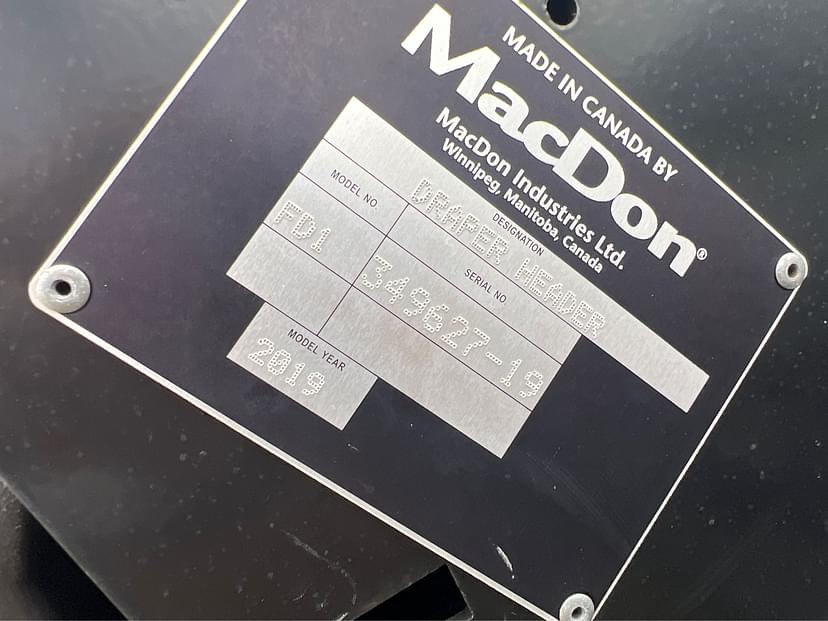 MADE IN CANADA BY
MacDon®
MacDon Industries Ltd.
Winnipeg, Manitoba, Canada
DESIGNATION
DRAPER HEADER
MODEL NO.
SERIAL NO
FD1
349627-19
MODEL YEAR
2019